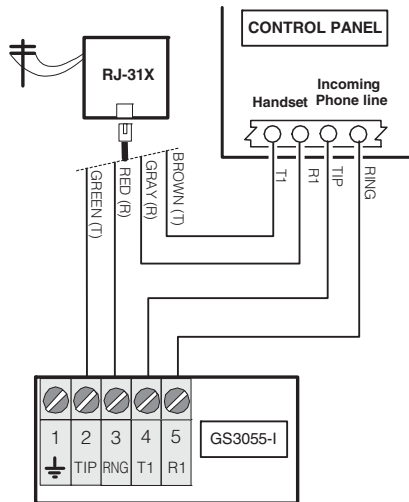 CONTROL PANEL
RJ-31X
Handset
Incoming
Phone line
GREEN (T)
RED (R)
GRAY (R)
BROWN (T)
T1
R1
TIP
RING
1 2 3 4 5
TIP RNG T1 R1
GS3055-I